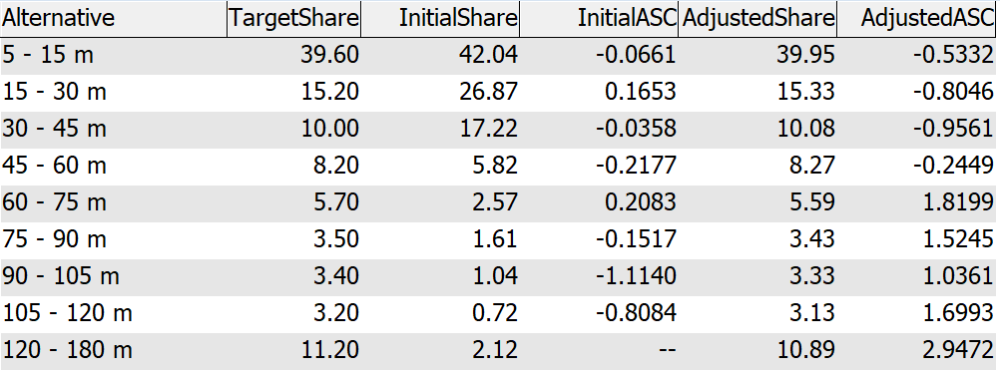 Alternative TargetShare InitialShare InitialASC AdjustedShare AdjustedASC
5 - 15 m 39.60 42.04 -0.0661 39.95 -0.5332
15 - 30 m 15.20 26.87 0.1653 15.33 -0.8046
30 - 45 m 10.00 17.22 -0.0358 10.08 -0.9561
45 - 60 m 8.20 5.82 -0.2177 8.27 -0.2449
60 - 75 m 5.70 2.57 0.2083 5.59 1.8199
75 - 90 m 3.50 1.61 -0.1517 3.43 1.5245
90 - 105 m 3.40 1.04 -1.1140 3.33 1.0361
105 - 120 m 3.20 0.72 -0.8084 3.13 1.6993
120 - 180 m 11.20 2.12 -- 10.89 2.9472